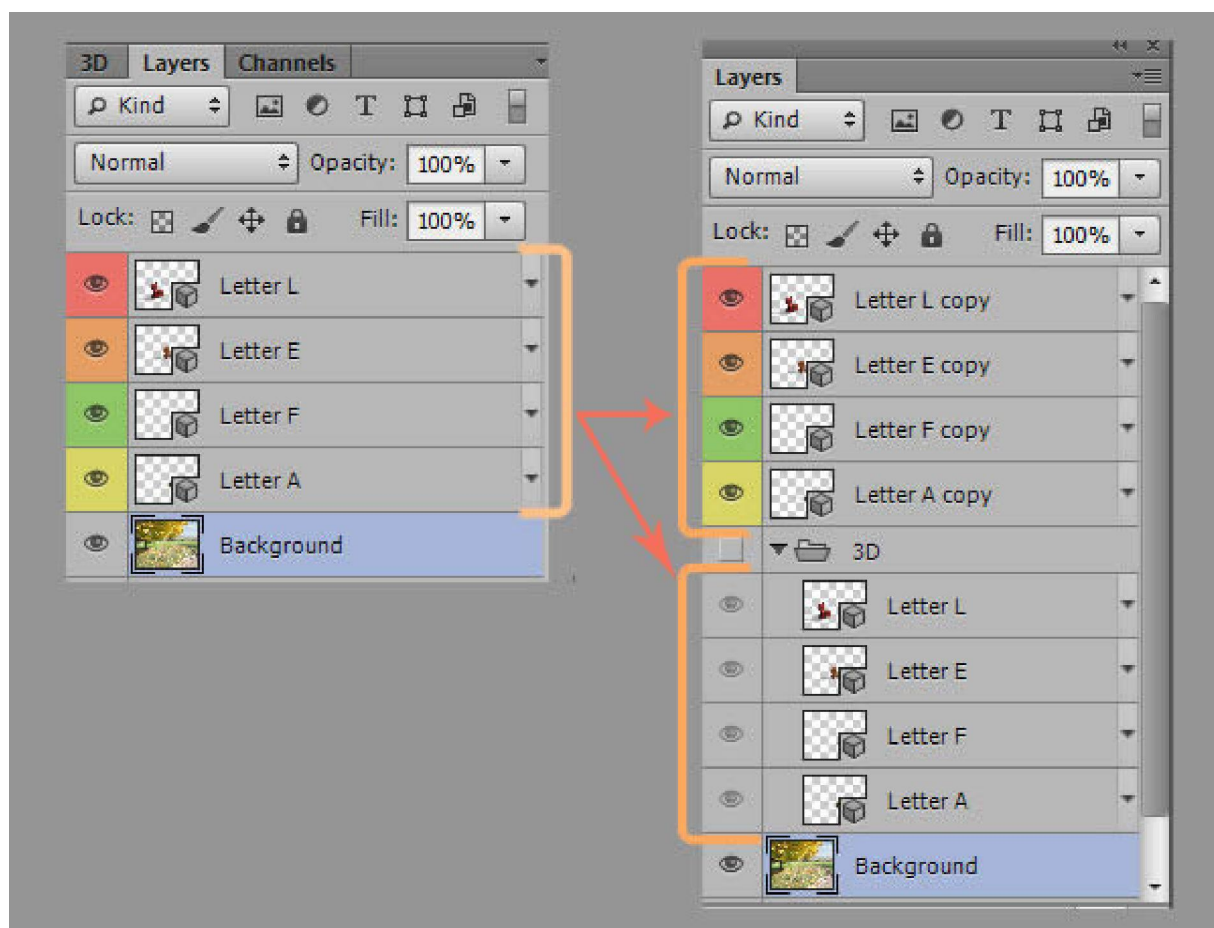 3D Layers Channels
Kind T
Normal Opacity: 100%
Lock: Fill: 100%
Letter L
Letter E
Letter F
Letter A
Background
Layers
Kind T
Normal Opacity: 100%
Lock: Fill: 100%
Letter L copy
Letter E copy
Letter F copy
Letter A copy
3D
Letter L
Letter E
Letter F
Letter A
Background